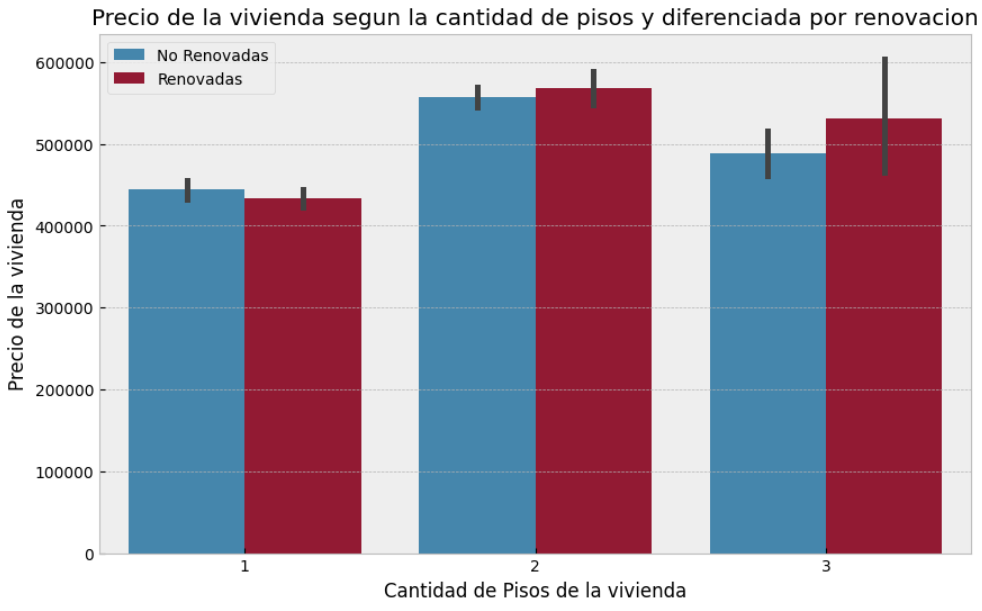 Precio de la vivienda segun la cantidad de pisos y diferenciada por renovacion
No Renovadas
Renovadas
600000
500000
400000
300000
200000
100000
0
Precio de la vivienda
1 2 3
Cantidad de Pisos de la vivienda